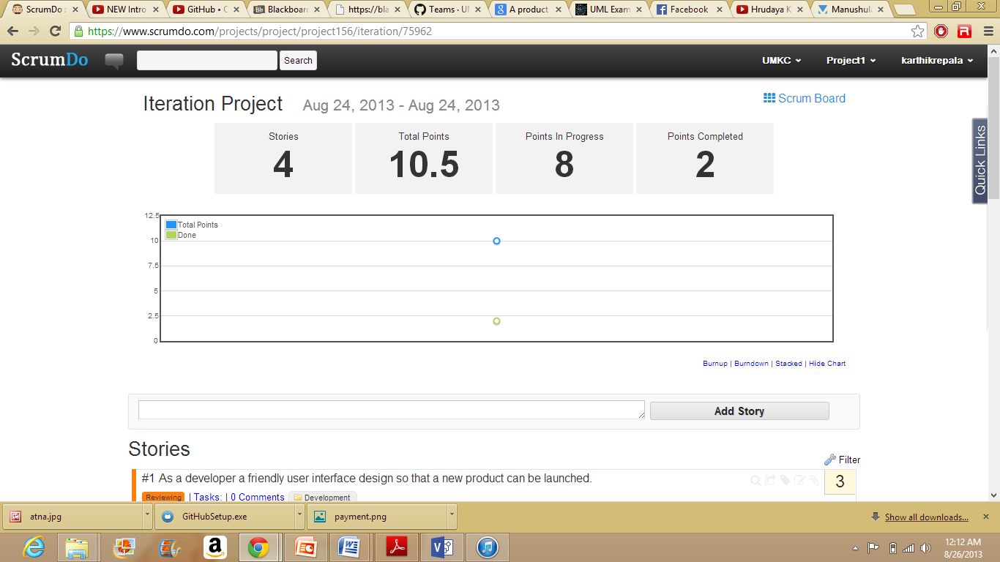 ScrumDo s
NEW Intro
GitHub • G
Blackboar
https://bla
Teams · U
A product
UML Exam
Facebook
Hrudaya K
Manushul
https://www.scrumdo.com/projects/project/project156/iteration/75962
ScrumDo
Search
UMKC
Project1
karthikrepala
Iteration Project Aug 24, 2013 - Aug 24, 2013
Scrum Board
Quick Links
Stories
4
Total Points
10.5
Points In Progress
8
Points Completed
2
Total Points
Done
12.5
10
7.5
5
2.5
0
Burnup | Burndown | Stacked | Hide Chart
Add Story
Stories
Filter
#1 As a developer a friendly user interface design so that a new product can be launched.
3
Reviewing | Tasks: | 0 Comments Development
atna.jpg
GitHubSetup.exe
payment.png
Show all downloads...
12:12 AM
8/26/2013